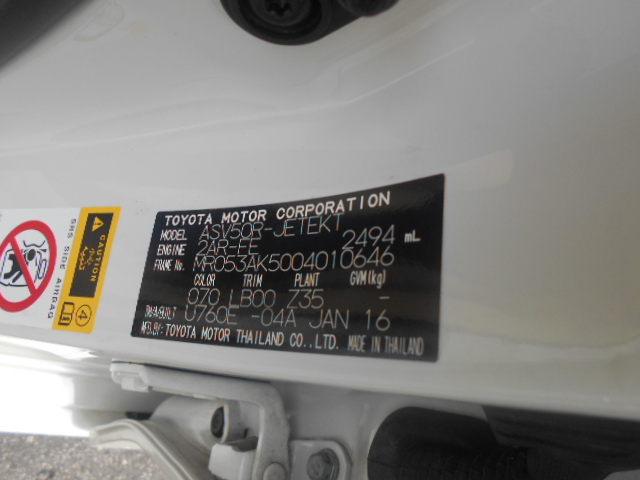 TOYOTA MOTOR CORPORATION
MODEL ASV50R-JETEKT
ENGINE 2AR-FE 2494 mL
FRAME No. MR053AK5004010646
COLOR TRIM PLANT GVM(kg)
070 LB00 Z35 -
U760E -04A JAN 16
MFD.BY: TOYOTA MOTOR THAILAND CO.,LTD. MADE IN THAILAND
SRS SIDE AIRBAG
CAUTION
4